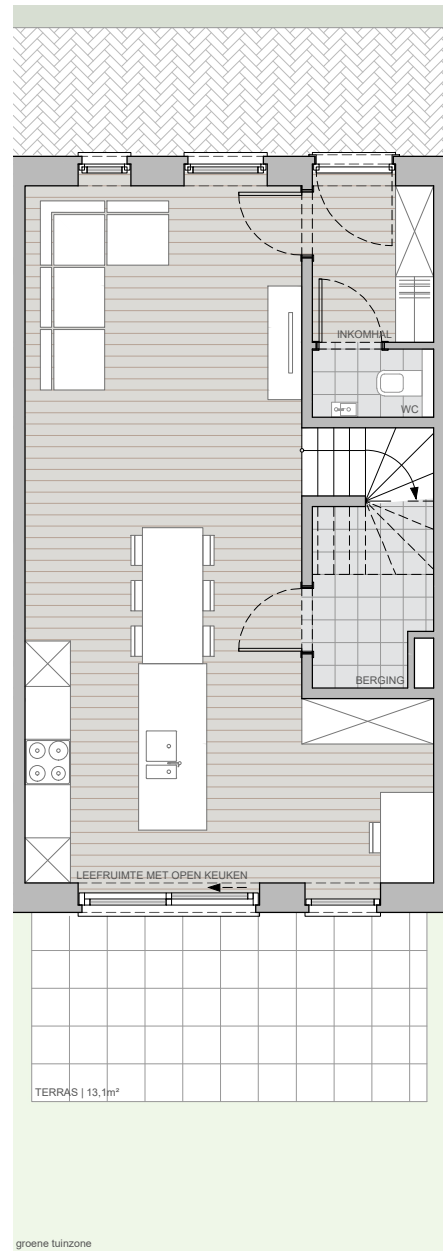 INKOMHAL
WC
BERGING
LEEFRUIMTE MET OPEN KEUKEN
TERRAS | 13,1m²
groene tuinzone